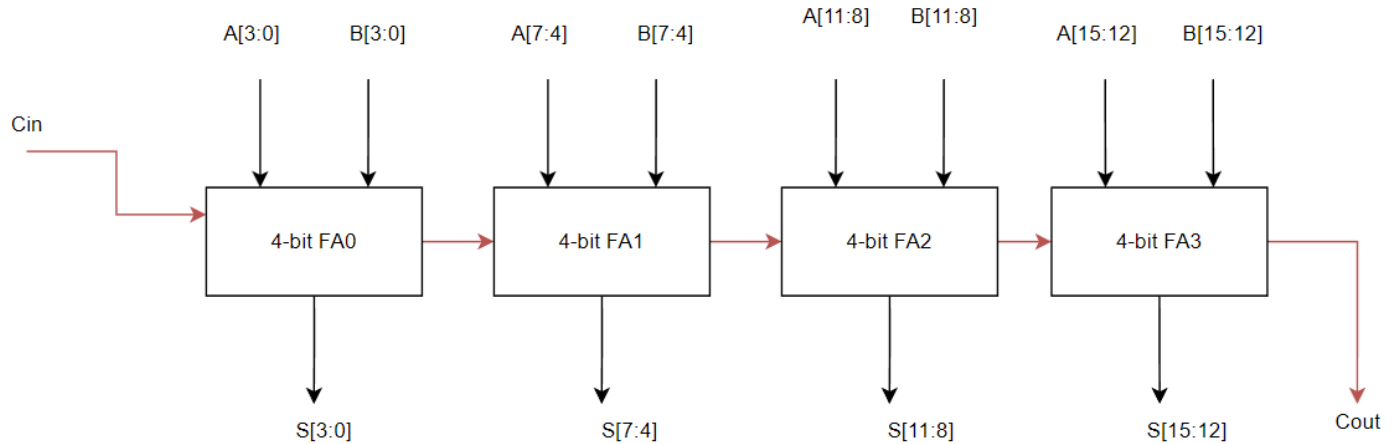 A[3:0]
B[3:0]
A[7:4]
B[7:4]
A[11:8]
B[11:8]
A[15:12]
B[15:12]
Cin
4-bit FA0
4-bit FA1
4-bit FA2
4-bit FA3
S[3:0]
S[7:4]
S[11:8]
S[15:12]
Cout